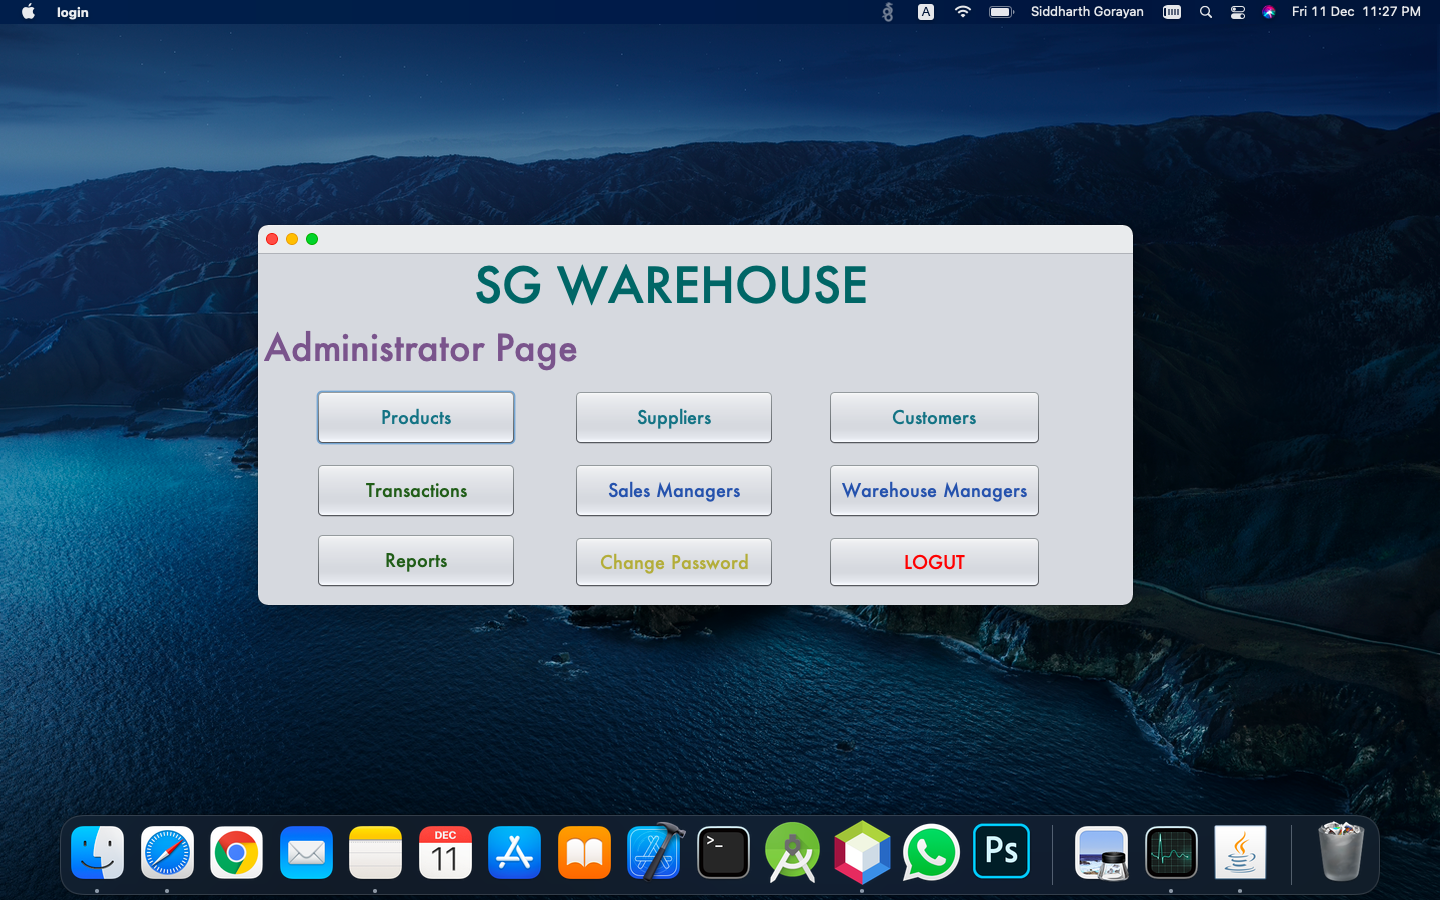 login
A
Siddharth Gorayan
Fri 11 Dec 11:27 PM
SG WAREHOUSE
Administrator Page
Products
Suppliers
Customers
Transactions
Sales Managers
Warehouse Managers
Reports
Change Password
LOGUT
DEC
11
>_
Ps